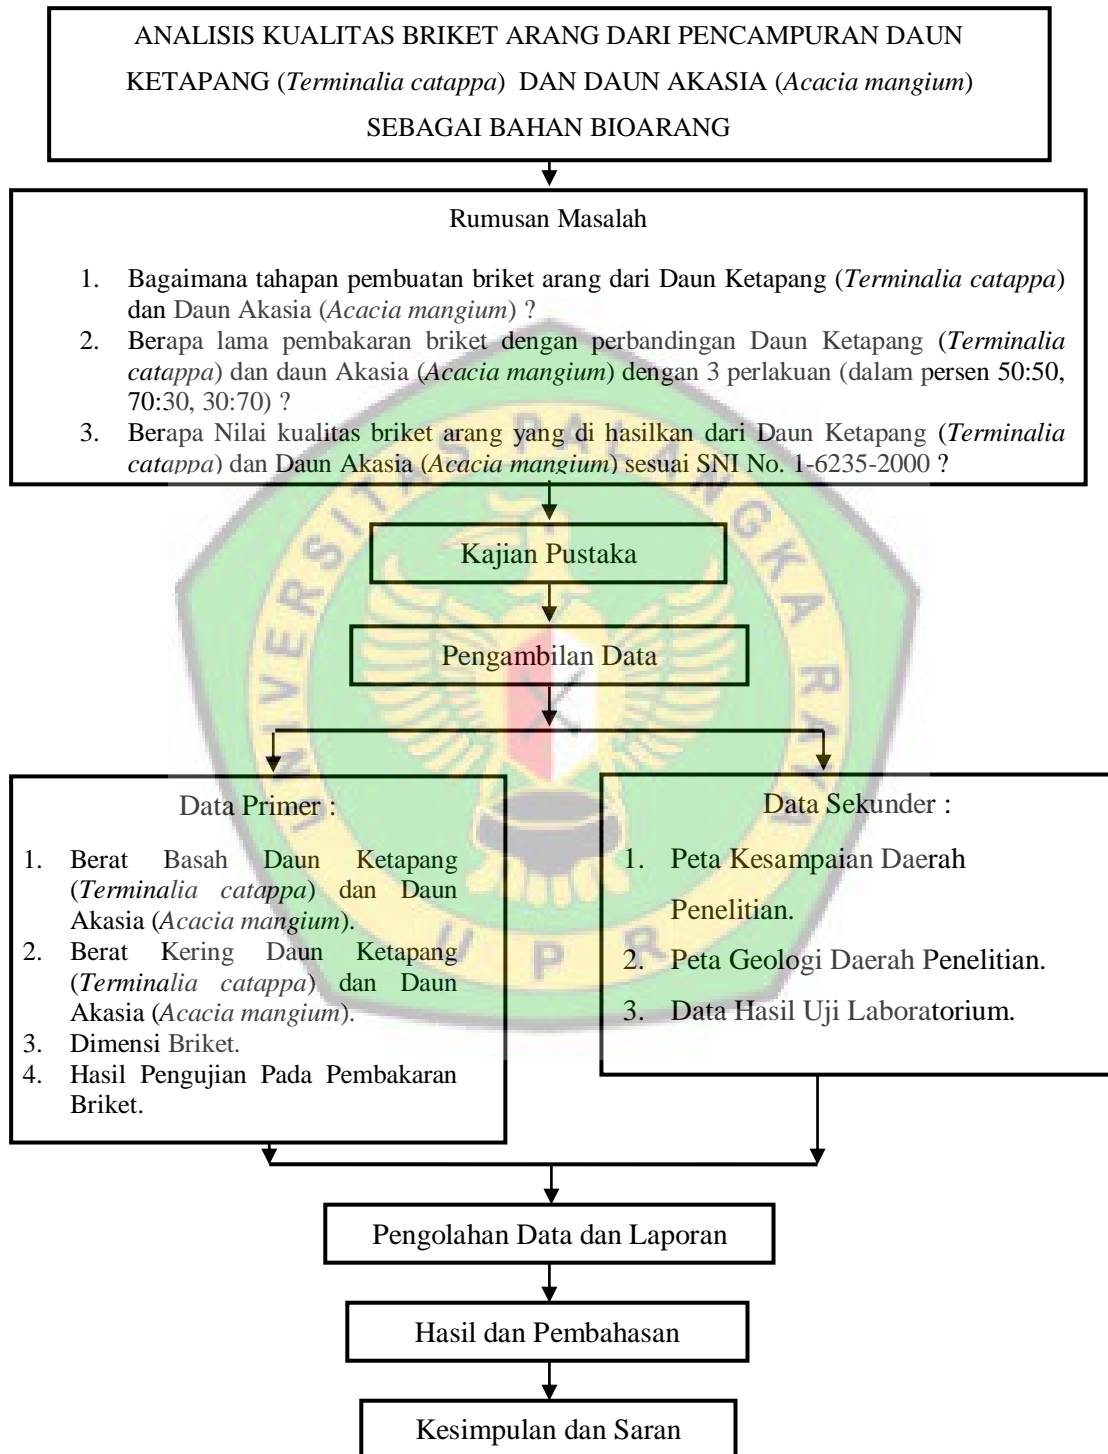 ANALISIS KUALITAS BRIKET ARANG DARI PENCAMPURAN DAUN
KETAPANG (Terminalia catappa) DAN DAUN AKASIA (Acacia mangium)
SEBAGAI BAHAN BIOARANG
Rumusan Masalah
1. Bagaimana tahapan pembuatan briket arang dari Daun Ketapang (Terminalia catappa)
dan Daun Akasia (Acacia mangium) ?
2. Berapa lama pembakaran briket dengan perbandingan Daun Ketapang (Terminalia
catappa) dan daun Akasia (Acacia mangium) dengan 3 perlakuan (dalam persen 50:50,
70:30, 30:70) ?
3. Berapa Nilai kualitas briket arang yang di hasilkan dari Daun Ketapang (Terminalia
catappa) dan Daun Akasia (Acacia mangium) sesuai SNI No. 1-6235-2000 ?
Kajian Pustaka
Pengambilan Data
Data Primer :
1. Berat Basah Daun Ketapang
(Terminalia catappa) dan Daun
Akasia (Acacia mangium).
2. Berat Kering Daun Ketapang
(Terminalia catappa) dan Daun
Akasia (Acacia mangium).
3. Dimensi Briket.
4. Hasil Pengujian Pada Pembakaran
Briket.
Data Sekunder :
1. Peta Kesampaian Daerah
Penelitian.
2. Peta Geologi Daerah Penelitian.
3. Data Hasil Uji Laboratorium.
Pengolahan Data dan Laporan
Hasil dan Pembahasan
Kesimpulan dan Saran
UNIVERSITAS PALANGKA RAYA
UPR